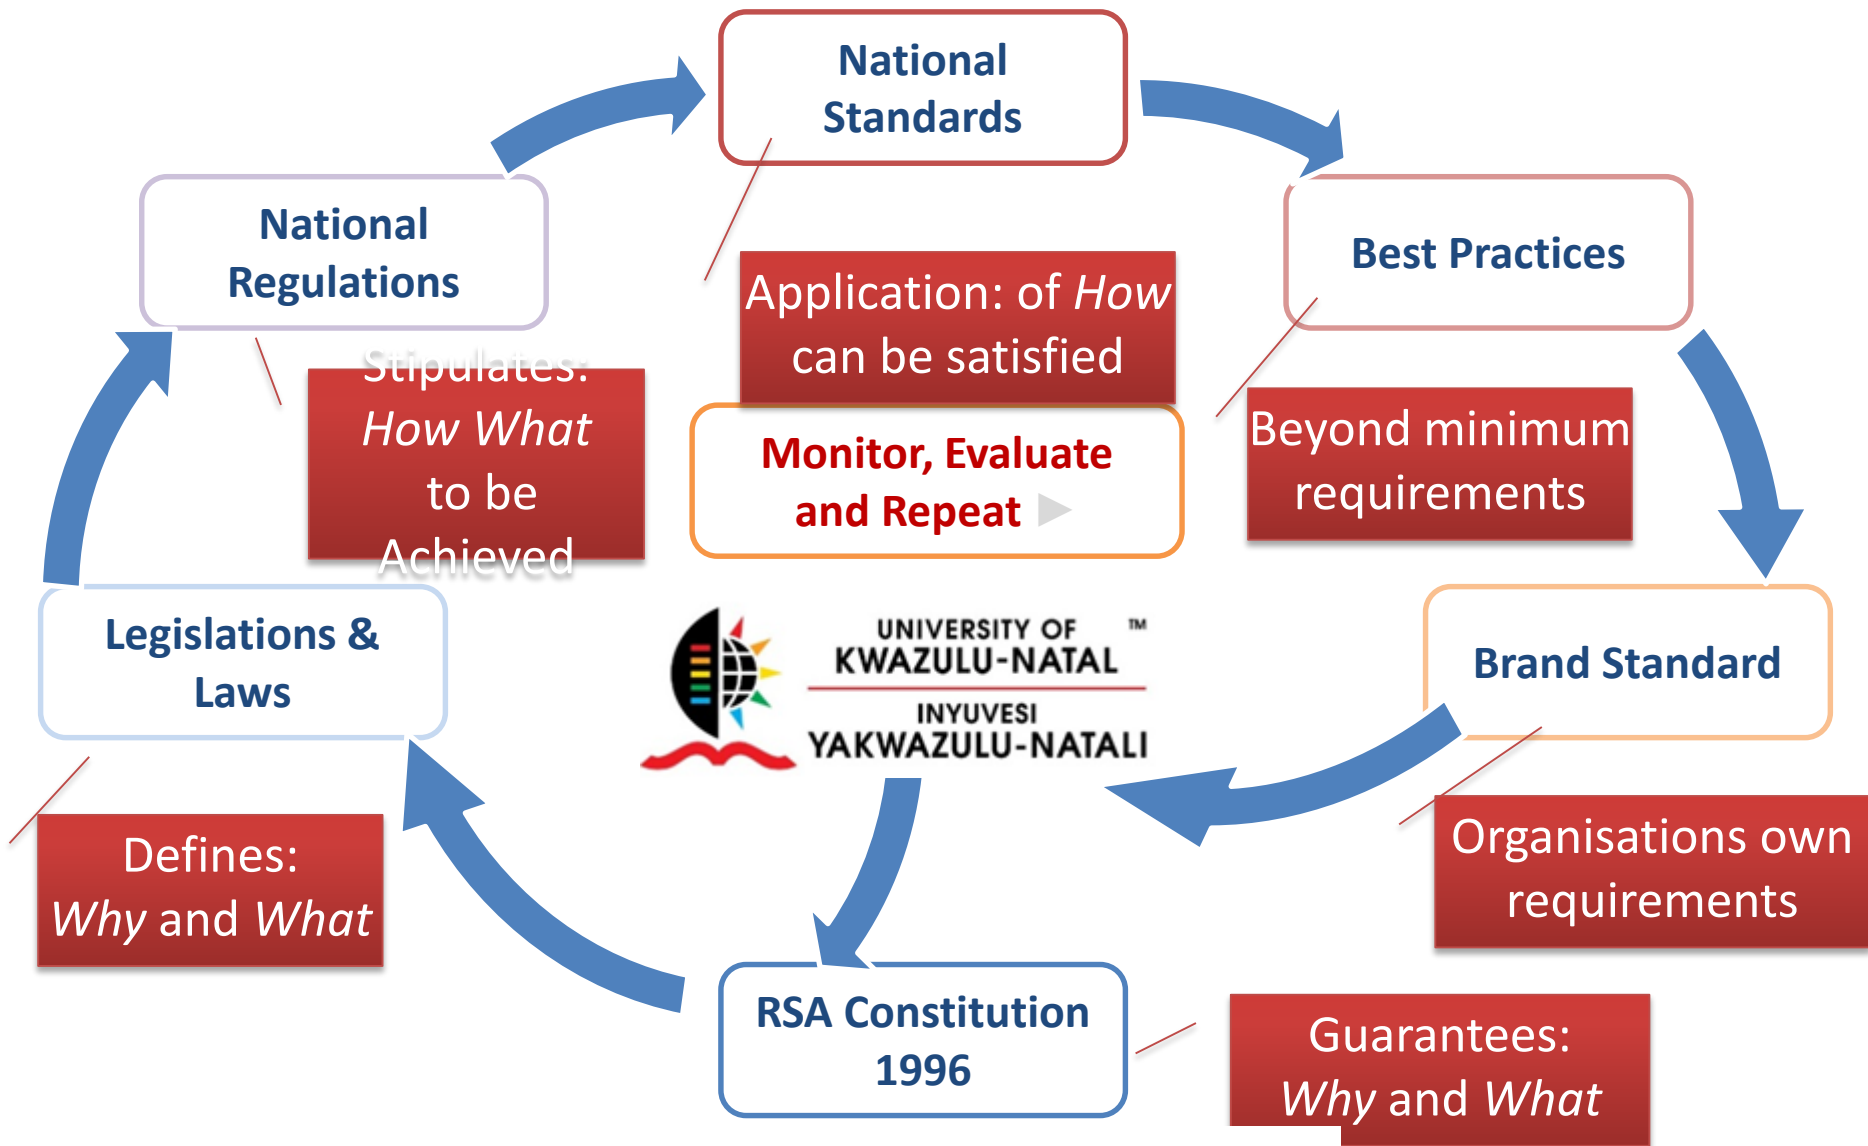 National
Standards
National
Regulations
Best Practices
Application: of How
can be satisfied
Stipulates:
How What
to be
Achieved
Beyond minimum
requirements
Monitor, Evaluate
and Repeat
Legislations &
Laws
UNIVERSITY OF ™
KWAZULU-NATAL
INYUVESI
YAKWAZULU-NATALI
Brand Standard
Defines:
Why and What
Organisations own
requirements
RSA Constitution
1996
Guarantees:
Why and What